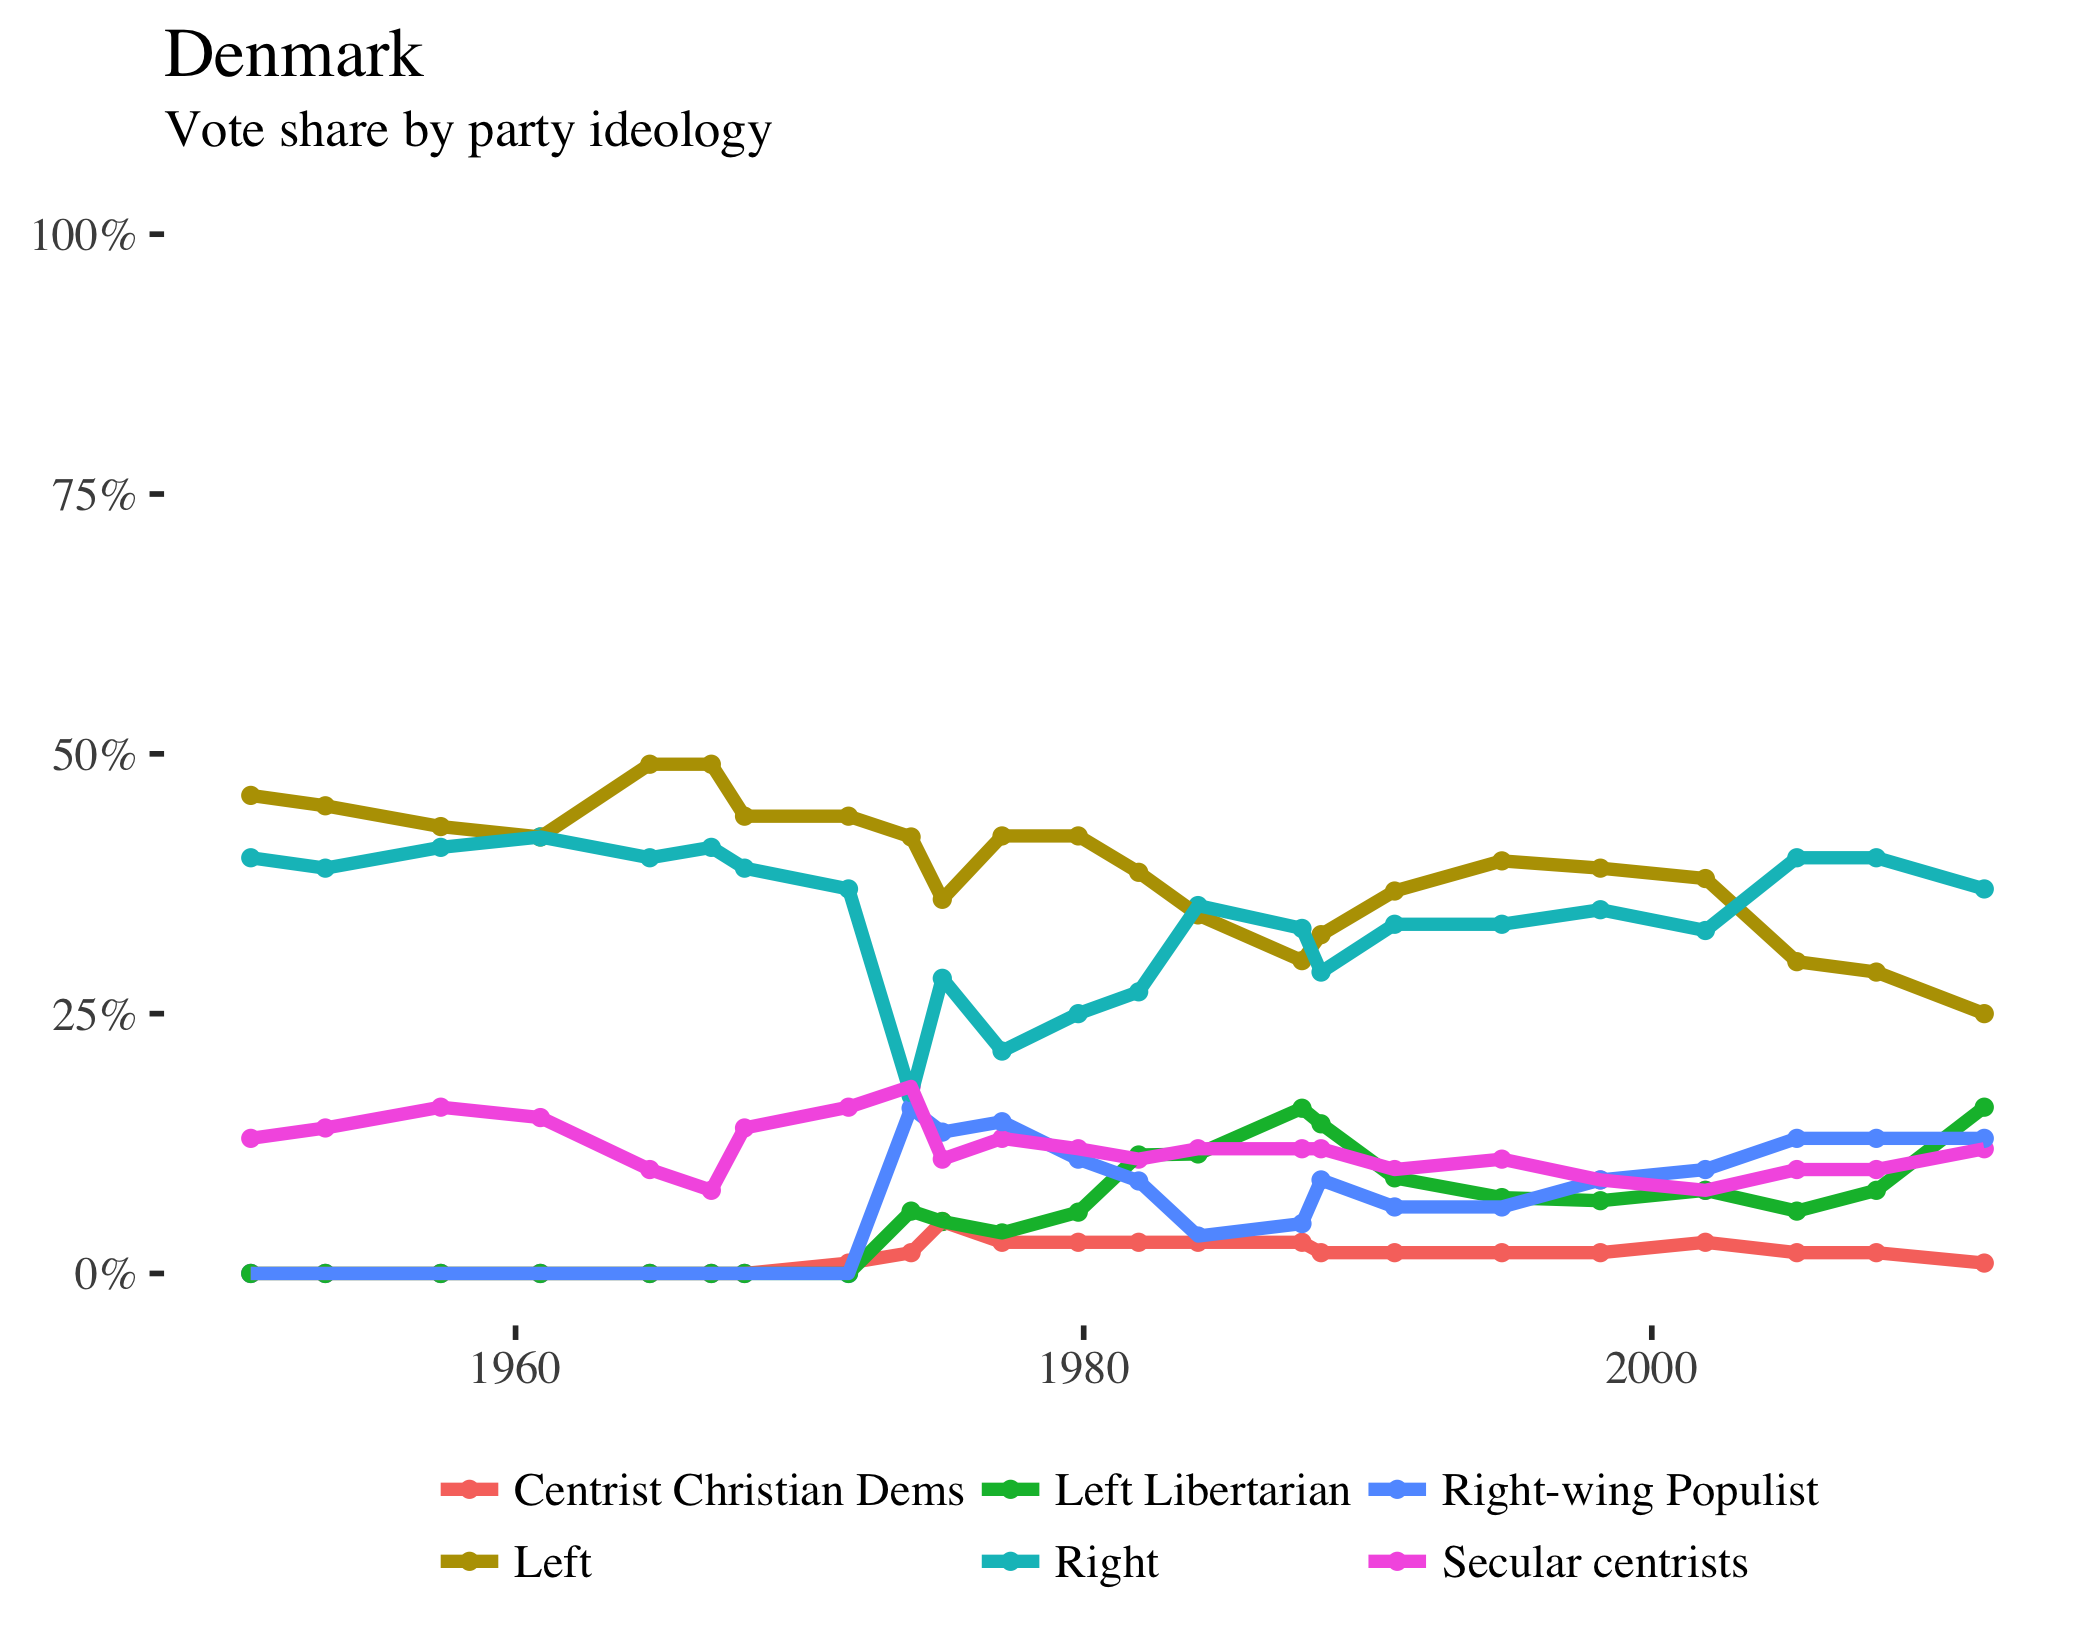 Denmark
Vote share by party ideology
100%
75%
50%
25%
0%
1960 1980 2000
Centrist Christian Dems Left Libertarian Right-wing Populist
Left Right Secular centrists